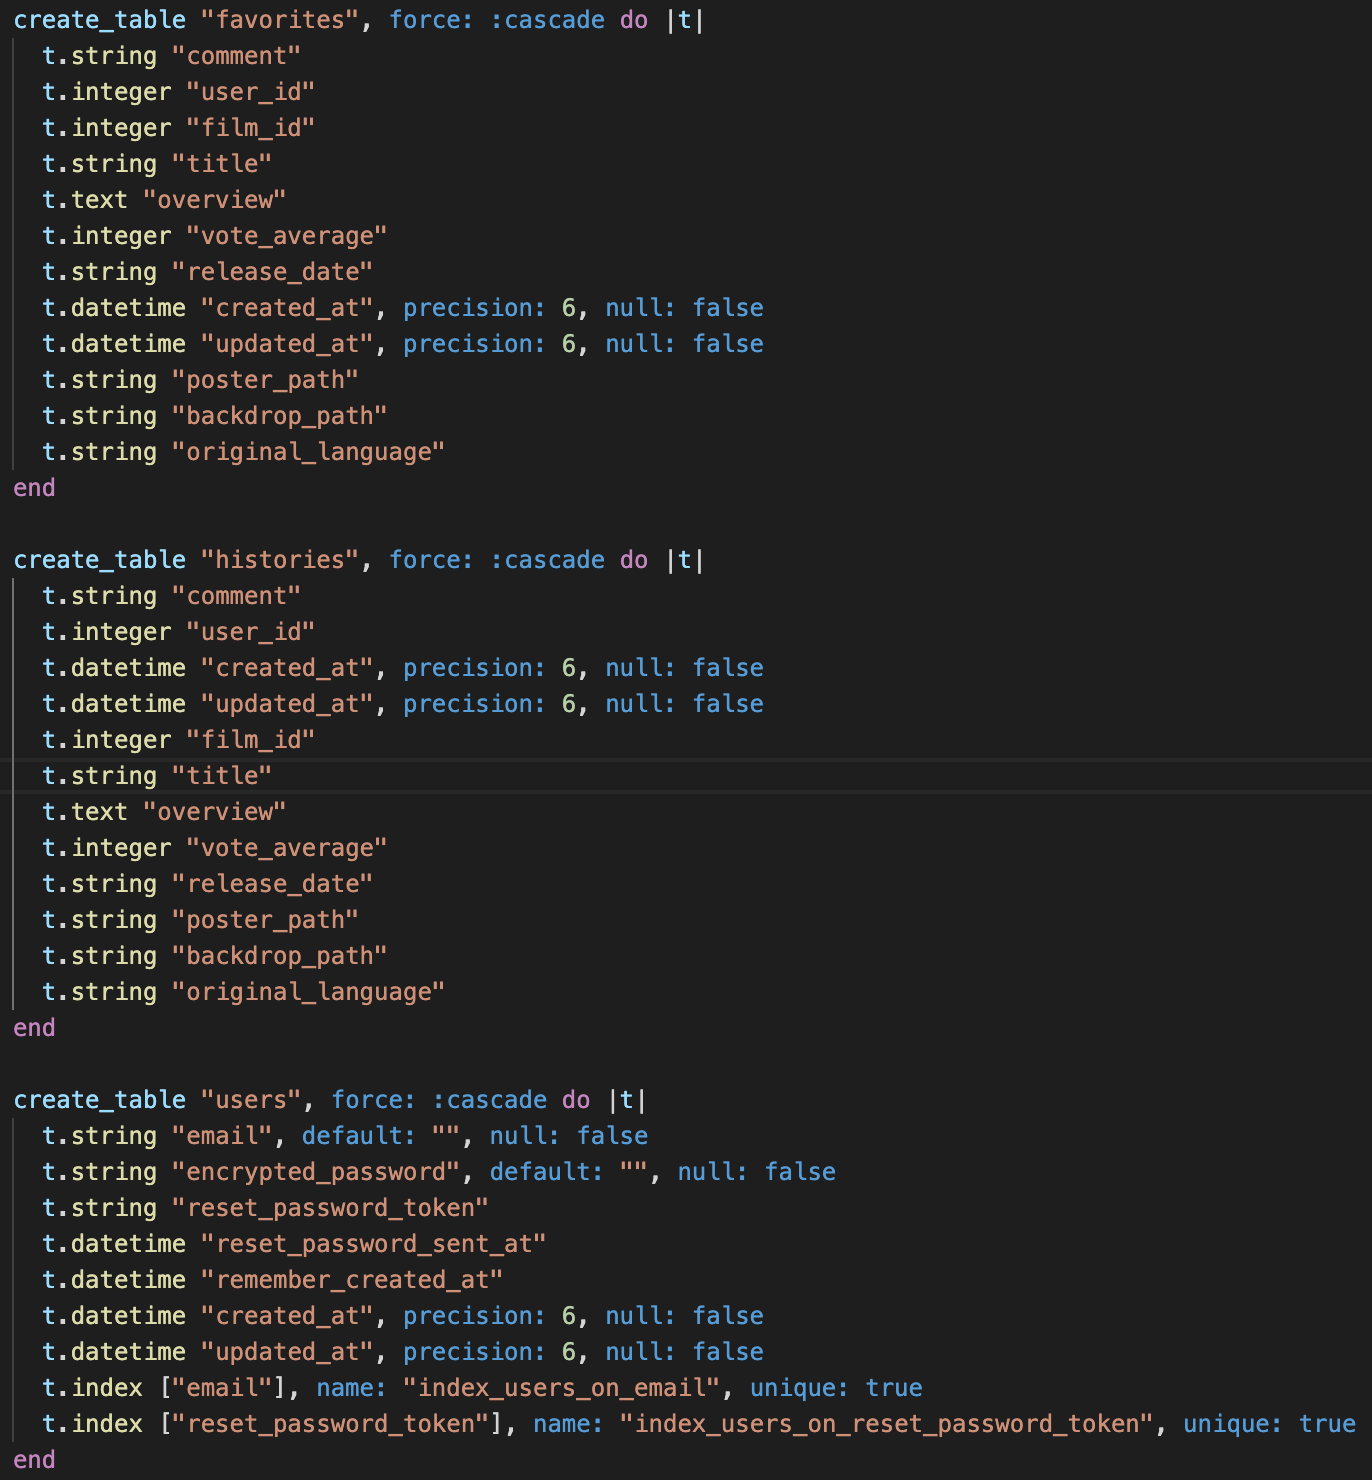 create_table "favorites", force: :cascade do |t|
  t.string "comment"
  t.integer "user_id"
  t.integer "film_id"
  t.string "title"
  t.text "overview"
  t.integer "vote_average"
  t.string "release_date"
  t.datetime "created_at", precision: 6, null: false
  t.datetime "updated_at", precision: 6, null: false
  t.string "poster_path"
  t.string "backdrop_path"
  t.string "original_language"
end

create_table "histories", force: :cascade do |t|
  t.string "comment"
  t.integer "user_id"
  t.datetime "created_at", precision: 6, null: false
  t.datetime "updated_at", precision: 6, null: false
  t.integer "film_id"
  t.string "title"
  t.text "overview"
  t.integer "vote_average"
  t.string "release_date"
  t.string "poster_path"
  t.string "backdrop_path"
  t.string "original_language"
end

create_table "users", force: :cascade do |t|
  t.string "email", default: "", null: false
  t.string "encrypted_password", default: "", null: false
  t.string "reset_password_token"
  t.datetime "reset_password_sent_at"
  t.datetime "remember_created_at"
  t.datetime "created_at", precision: 6, null: false
  t.datetime "updated_at", precision: 6, null: false
  t.index ["email"], name: "index_users_on_email", unique: true
  t.index ["reset_password_token"], name: "index_users_on_reset_password_token", unique: true
end